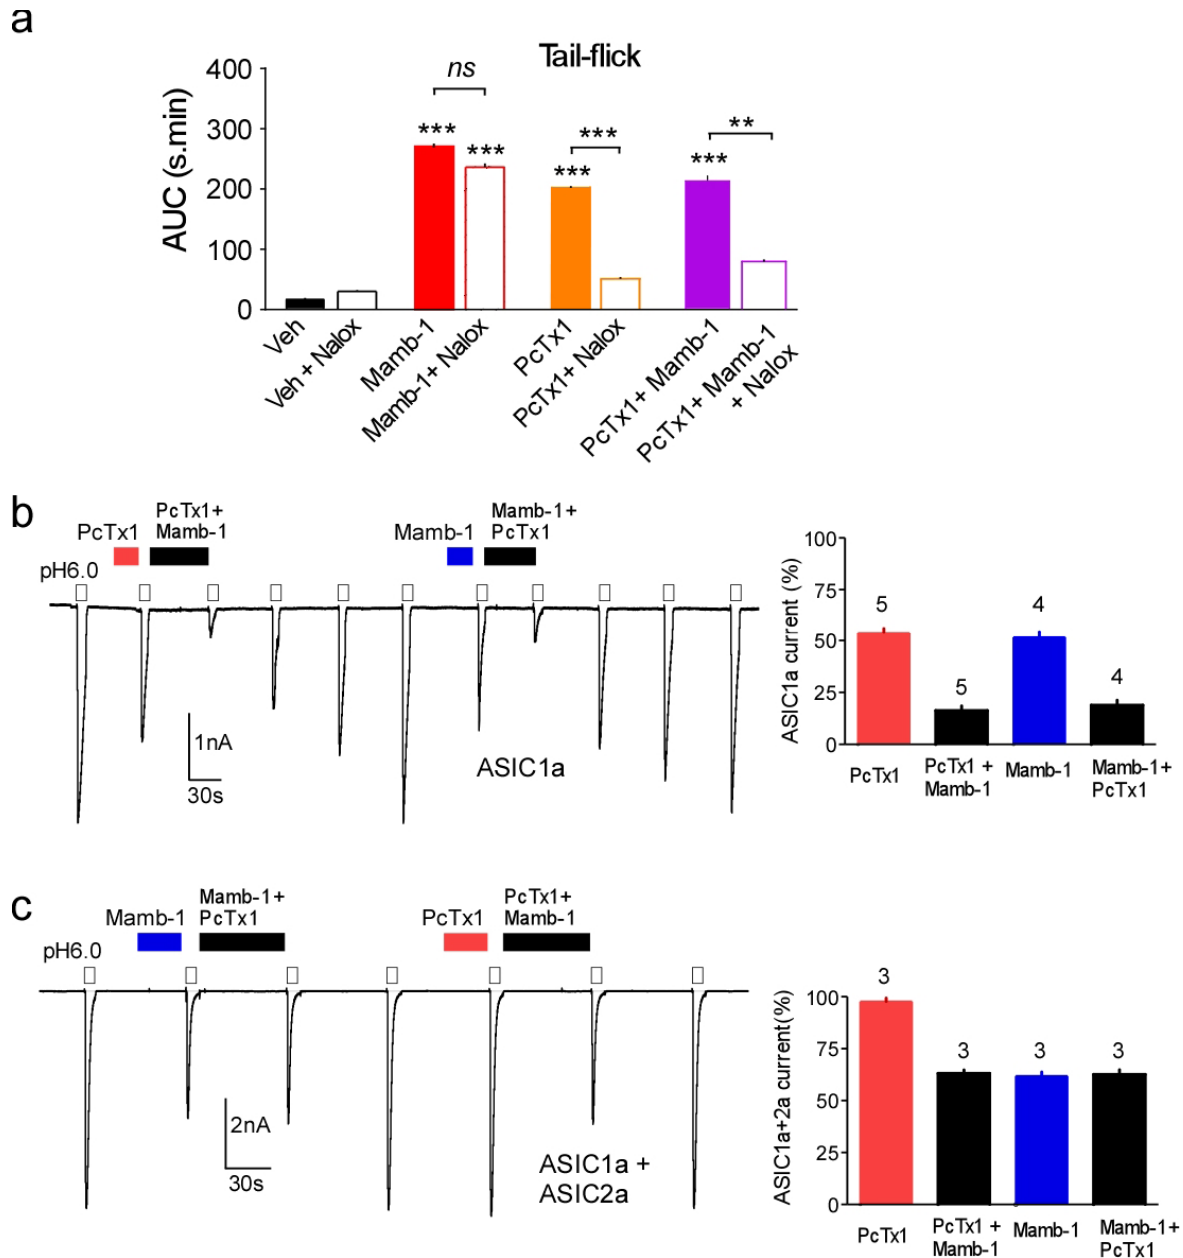 a
Tail-flick
AUC (s.min)
400
300
200
100
0
ns
***
***
***
***
***
**
Veh
Veh + Nalox
Mamb-1
Mamb-1+ Nalox
PcTx1
PcTx1+ Nalox
PcTx1+ Mamb-1
PcTx1+ Mamb-1
+ Nalox
b
PcTx1
PcTx1+
Mamb-1
Mamb-1
Mamb-1+
PcTx1
pH6.0
1nA
30s
ASIC1a
ASIC1a current (%)
100
75
50
25
0
5
5
4
4
PcTx1
PcTx1 +
Mamb-1
Mamb-1
Mamb-1+
PcTx1
c
Mamb-1
Mamb-1+
PcTx1
PcTx1
PcTx1+
Mamb-1
pH6.0
2nA
30s
ASIC1a +
ASIC2a
ASIC1a+2a current(%)
100
75
50
25
0
3
3
3
3
PcTx1
PcTx1 +
Mamb-1
Mamb-1
Mamb-1+
PcTx1